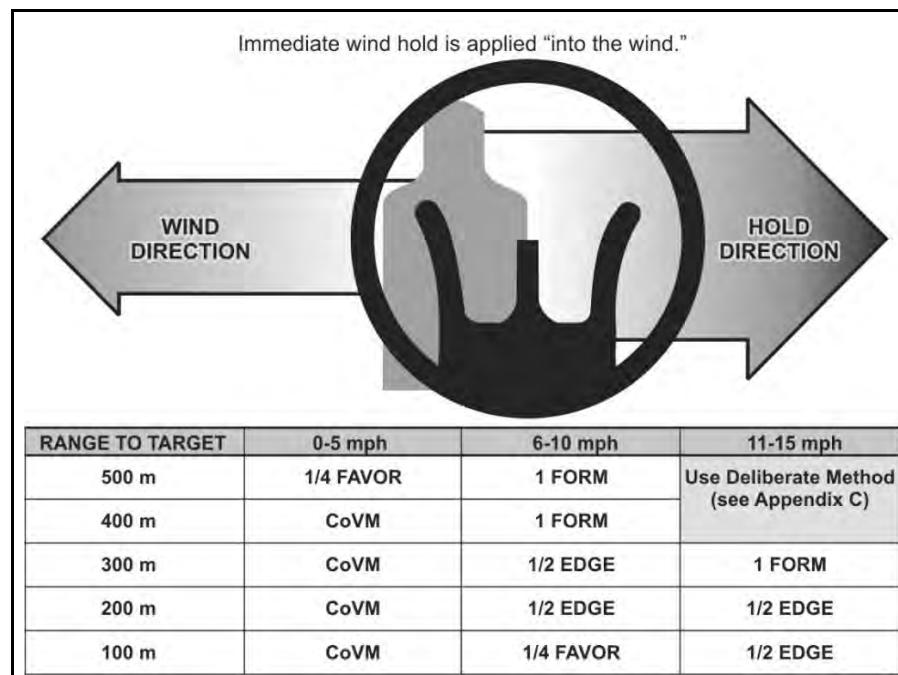 Immediate wind hold is applied “into the wind.”
WIND
DIRECTION
HOLD
DIRECTION
RANGE TO TARGET 0-5 mph 6-10 mph 11-15 mph
500 m 1/4 FAVOR 1 FORM Use Deliberate Method
(see Appendix C)
400 m CoVM 1 FORM
300 m CoVM 1/2 EDGE 1 FORM
200 m CoVM 1/2 EDGE 1/2 EDGE
100 m CoVM 1/4 FAVOR 1/2 EDGE